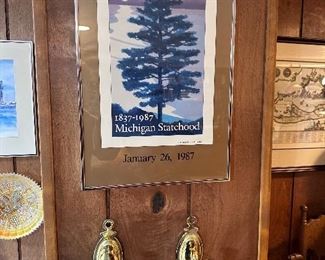 1837-1987
Michigan Statehood
January 26, 1987